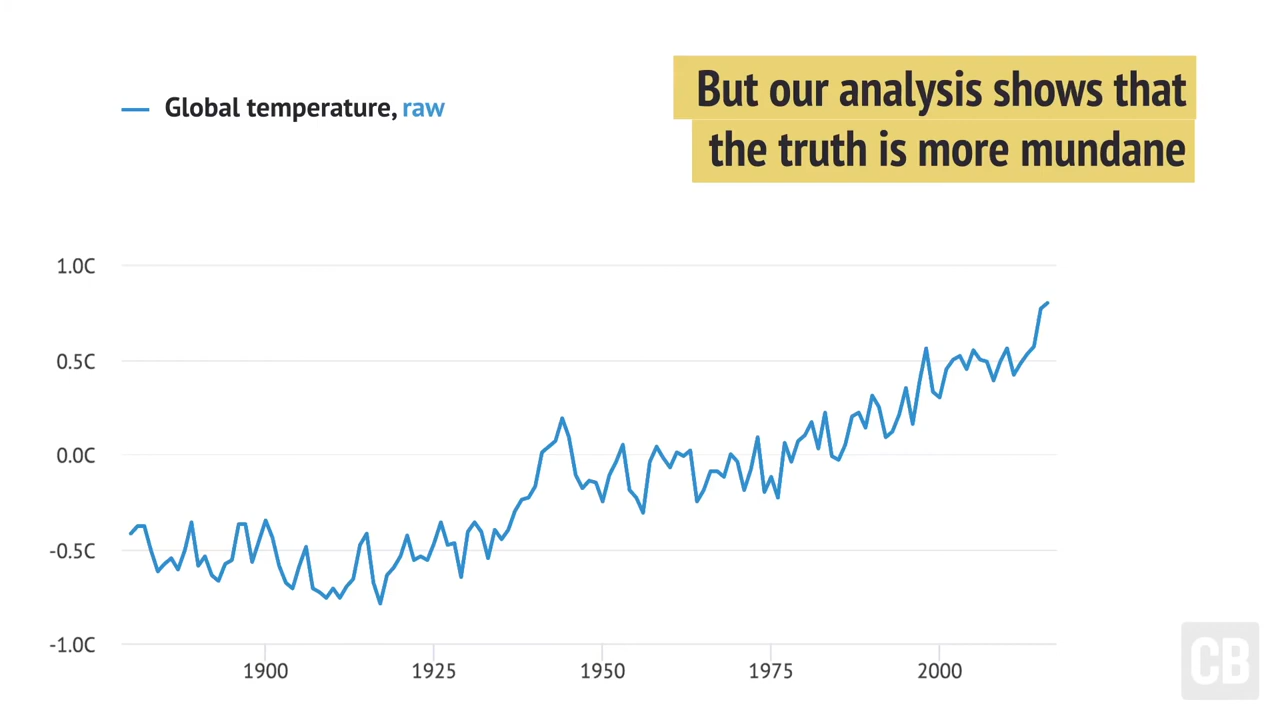 But our analysis shows that
the truth is more mundane
Global temperature, raw
1.0C
0.5C
0.0C
-0.5C
-1.0C
1900 1925 1950 1975 2000
CB